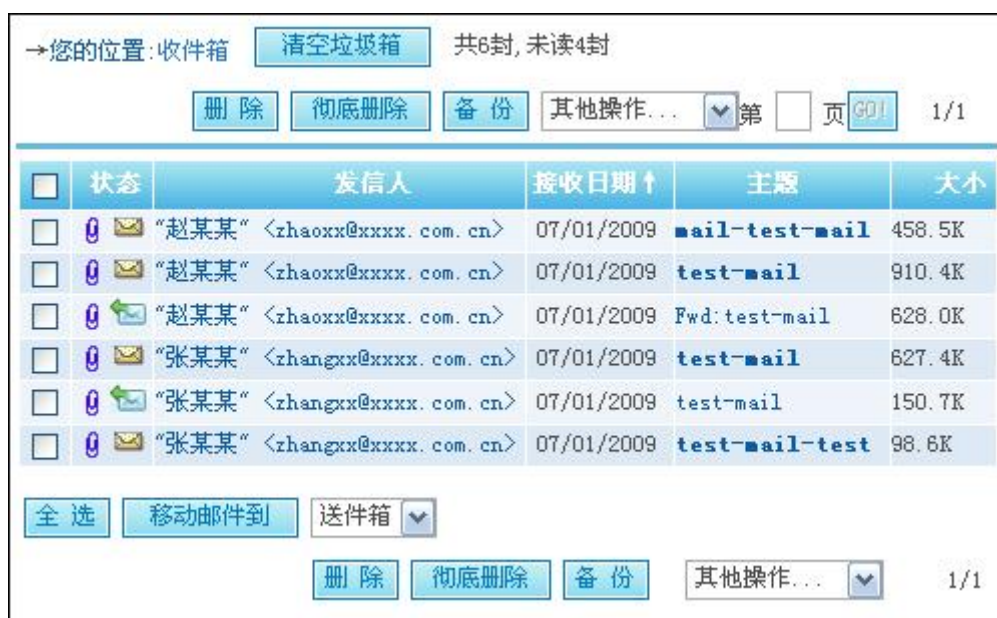 →您的位置:收件箱 清空垃圾箱 共6封,未读4封
删 除 彻底删除 备 份 其他操作... 第 页 GO! 1/1
状态 发信人 接收日期↑ 主题 大小
“赵某某“ <zhaoxx@xxxx.com.cn> 07/01/2009 mail-test-mail 458.5K
“赵某某“ <zhaoxx@xxxx.com.cn> 07/01/2009 test-mail 910.4K
“赵某某“ <zhaoxx@xxxx.com.cn> 07/01/2009 Fwd:test-mail 628.0K
“张某某“ <zhangxx@xxxx.com.cn> 07/01/2009 test-mail 627.4K
“张某某“ <zhangxx@xxxx.com.cn> 07/01/2009 test-mail 150.7K
“张某某“ <zhangxx@xxxx.com.cn> 07/01/2009 test-mail-test 98.6K
全 选 移动邮件到 送件箱
删 除 彻底删除 备 份 其他操作... 1/1